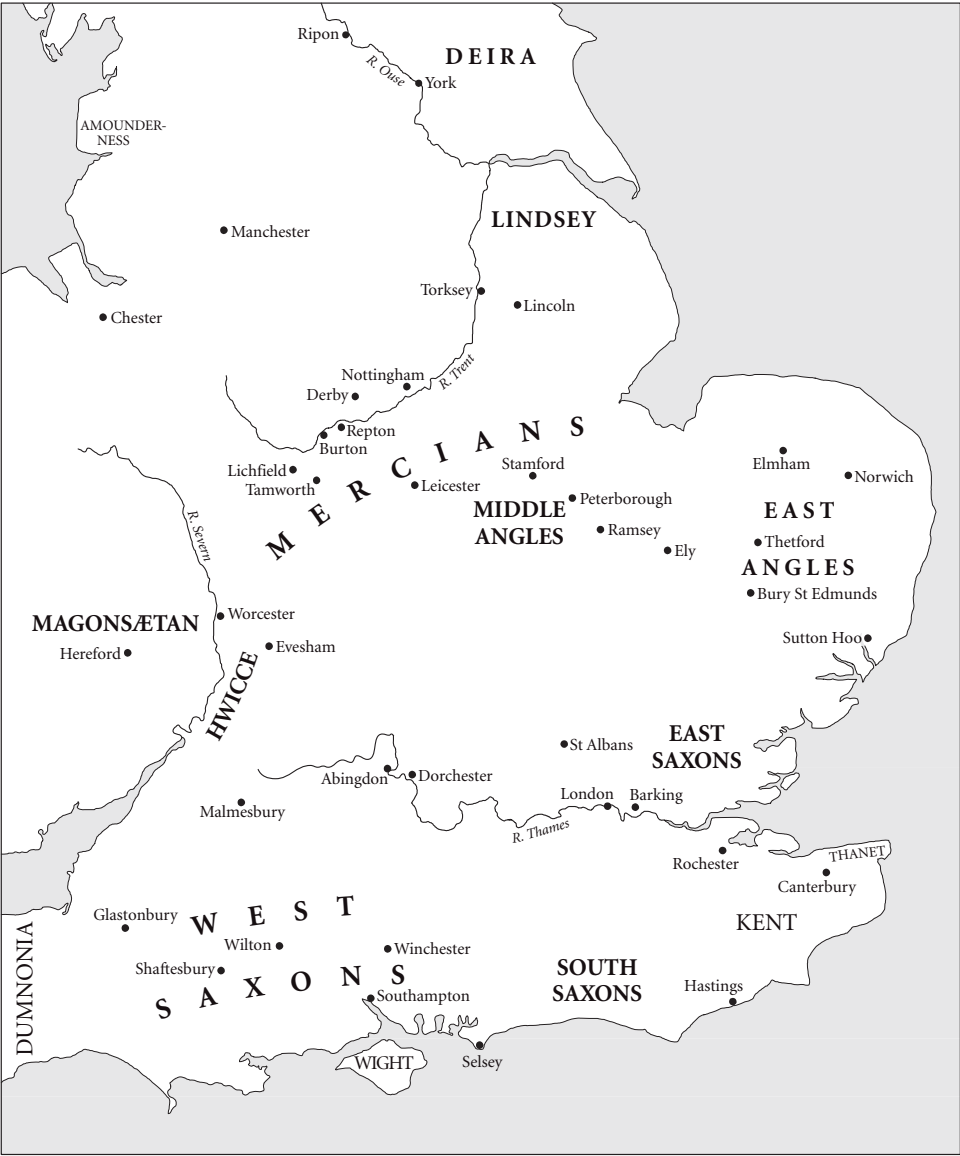 Ripon
DEIRA
R. Ouse
York
AMOUNDER-
NESS
LINDSEY
Manchester
Torksey
Lincoln
Chester
Nottingham
R. Trent
Derby
Repton
Burton
MERCIANS
Lichfield
Tamworth
Leicester
Stamford
Elmham
Norwich
MIDDLE
ANGLES
Peterborough
EAST
ANGLES
R. Severn
Ramsey
Ely
Thetford
Bury St Edmunds
Worcester
MAGONSÆTAN
Hereford
Evesham
Sutton Hoo
HWICCE
St Albans
EAST
SAXONS
Abingdon
Dorchester
Malmesbury
London
Barking
R. Thames
Rochester
THANET
Canterbury
Glastonbury
WEST
SAXONS
KENT
DUMNONIA
Wilton
Winchester
Shaftesbury
SOUTH
SAXONS
Southampton
Hastings
WIGHT
Selsey